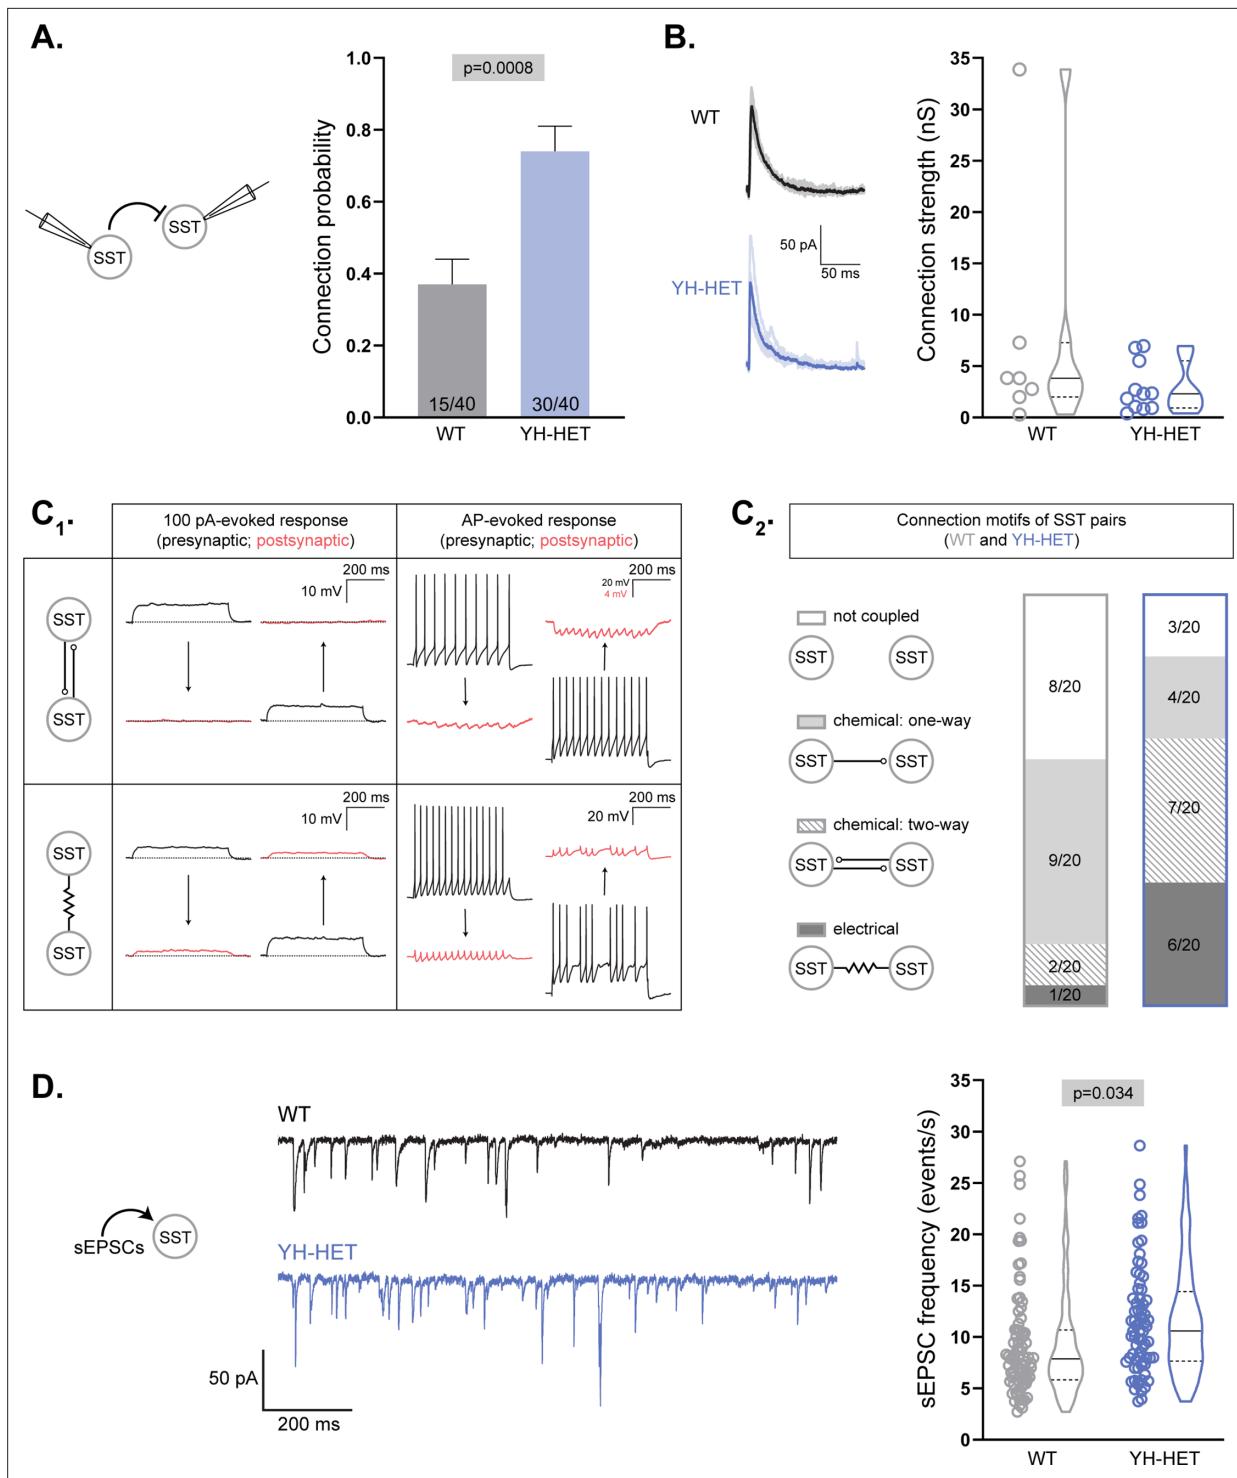 A.
p=0.0008
Connection probability
1.0
0.8
0.6
0.4
0.2
0.0
SST
SST
15/40
30/40
WT
YH-HET
B.
WT
YH-HET
50 pA
50 ms
Connection strength (nS)
35
30
25
20
15
10
5
0
WT
YH-HET
C1.
100 pA-evoked response
(presynaptic; postsynaptic)
AP-evoked response
(presynaptic; postsynaptic)
SST
SST
200 ms
10 mV
200 ms
20 mV
4 mV
SST
SST
200 ms
10 mV
200 ms
20 mV
C2.
Connection motifs of SST pairs
(WT and YH-HET)
not coupled
SST SST
chemical: one-way
SST SST
chemical: two-way
SST SST
electrical
SST SST
8/20
9/20
2/20
1/20
3/20
4/20
7/20
6/20
D.
sEPSCs
SST
WT
YH-HET
50 pA
200 ms
p=0.034
sEPSC frequency (events/s)
35
30
25
20
15
10
5
0
WT
YH-HET